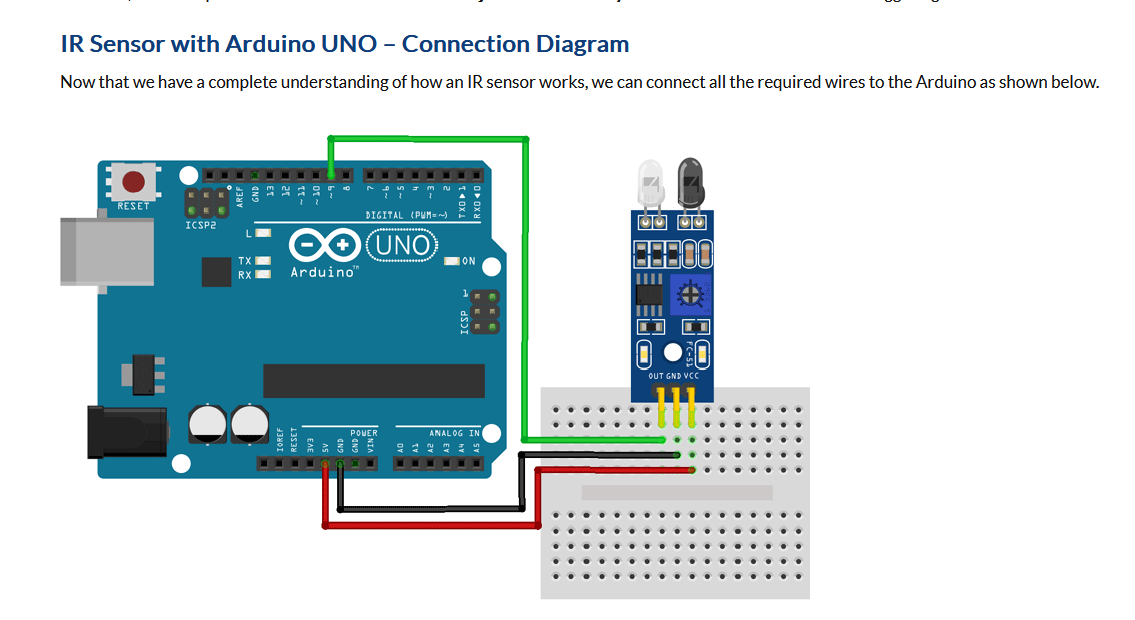 IR Sensor with Arduino UNO – Connection Diagram
Now that we have a complete understanding of how an IR sensor works, we can connect all the required wires to the Arduino as shown below.
RESET
ICSP2
AREF
GND
13
12
~11
~10
~9
8
7
~6
~5
4
~3
2
TX0▶1
RX0◀0
DIGITAL (PWM=~)
L
TX
RX
UNO
Arduino™
ON
1
ICSP
IOREF
RESET
3V3
5V
GND
GND
VIN
POWER
ANALOG IN
A0
A1
A2
A3
A4
A5
FC-51
OUT GND VCC